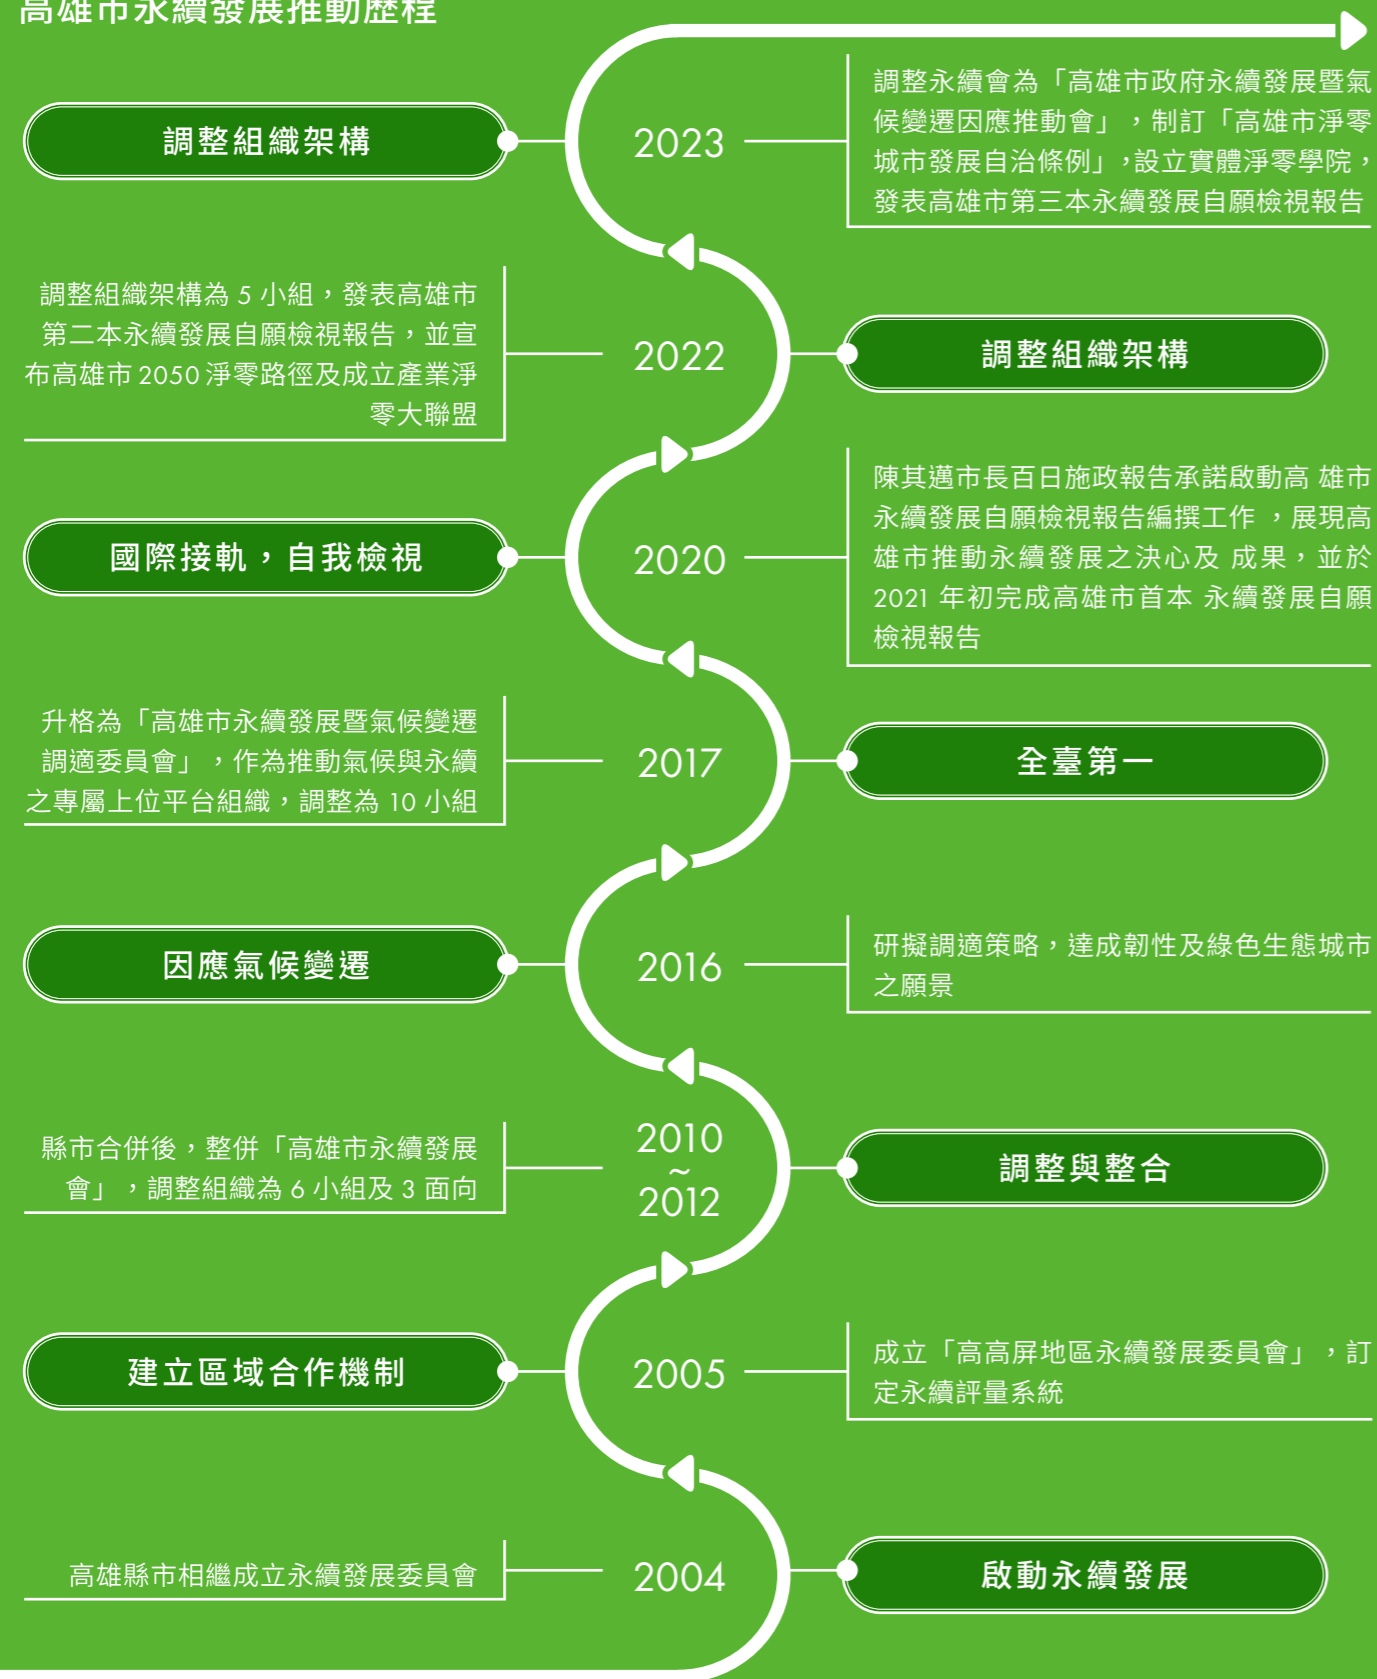 高雄市永續發展推動歷程
調整組織架構
2023
調整永續會為「高雄市政府永續發展暨氣
候變遷因應推動會」，制訂「高雄市淨零
城市發展自治條例」，設立實體淨零學院，
發表高雄市第三本永續發展自願檢視報告
調整組織架構為 5 小組，發表高雄市
第二本永續發展自願檢視報告，並宣
布高雄市 2050 淨零路徑及成立產業淨
零大聯盟
2022
調整組織架構
國際接軌，自我檢視
2020
陳其邁市長百日施政報告承諾啟動高 雄市
永續發展自願檢視報告編撰工作 ，展現高
雄市推動永續發展之決心及 成果，並於
2021 年初完成高雄市首本 永續發展自願
檢視報告
升格為「高雄市永續發展暨氣候變遷
調適委員會」，作為推動氣候與永續
之專屬上位平台組織，調整為 10 小組
2017
全臺第一
因應氣候變遷
2016
研擬調適策略，達成韌性及綠色生態城市
之願景
縣市合併後，整併「高雄市永續發展
會」，調整組織為 6 小組及 3 面向
2010
~
2012
調整與整合
建立區域合作機制
2005
成立「高高屏地區永續發展委員會」，訂
定永續評量系統
高雄縣市相繼成立永續發展委員會
2004
啟動永續發展